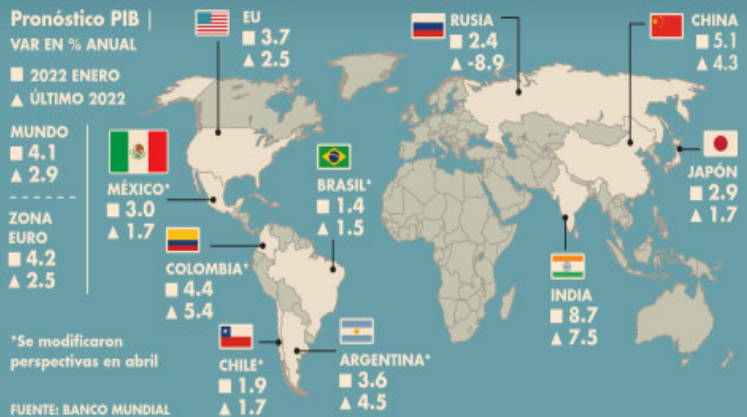 Pronóstico PIB |
VAR EN % ANUAL
■ 2022 ENERO
▲ ÚLTIMO 2022
MUNDO
■ 4.1
▲ 2.9
ZONA
EURO
■ 4.2
▲ 2.5
EU
■ 3.7
▲ 2.5
RUSIA
■ 2.4
▲ -8.9
CHINA
■ 5.1
▲ 4.3
MÉXICO*
■ 3.0
▲ 1.7
BRASIL*
■ 1.4
▲ 1.5
JAPÓN
■ 2.9
▲ 1.7
COLOMBIA*
■ 4.4
▲ 5.4
INDIA
■ 8.7
▲ 7.5
CHILE*
■ 1.9
▲ 1.7
ARGENTINA*
■ 3.6
▲ 4.5
*Se modificaron
perspectivas en abril
FUENTE: BANCO MUNDIAL